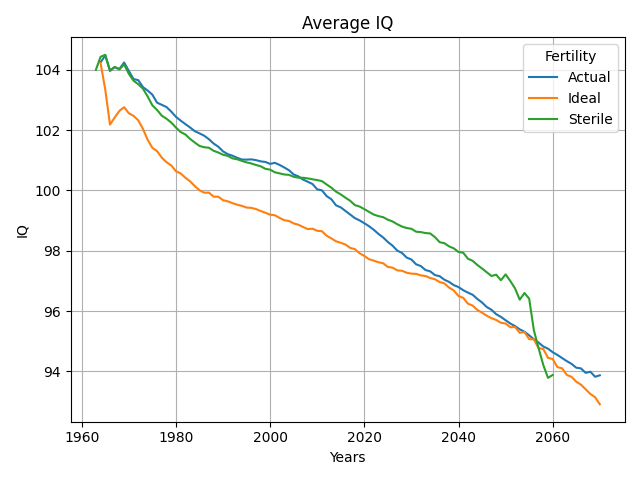 Average IQ
Fertility
Actual
Ideal
Sterile
IQ
104
102
100
98
96
94
1960
1980
2000
2020
2040
2060
Years